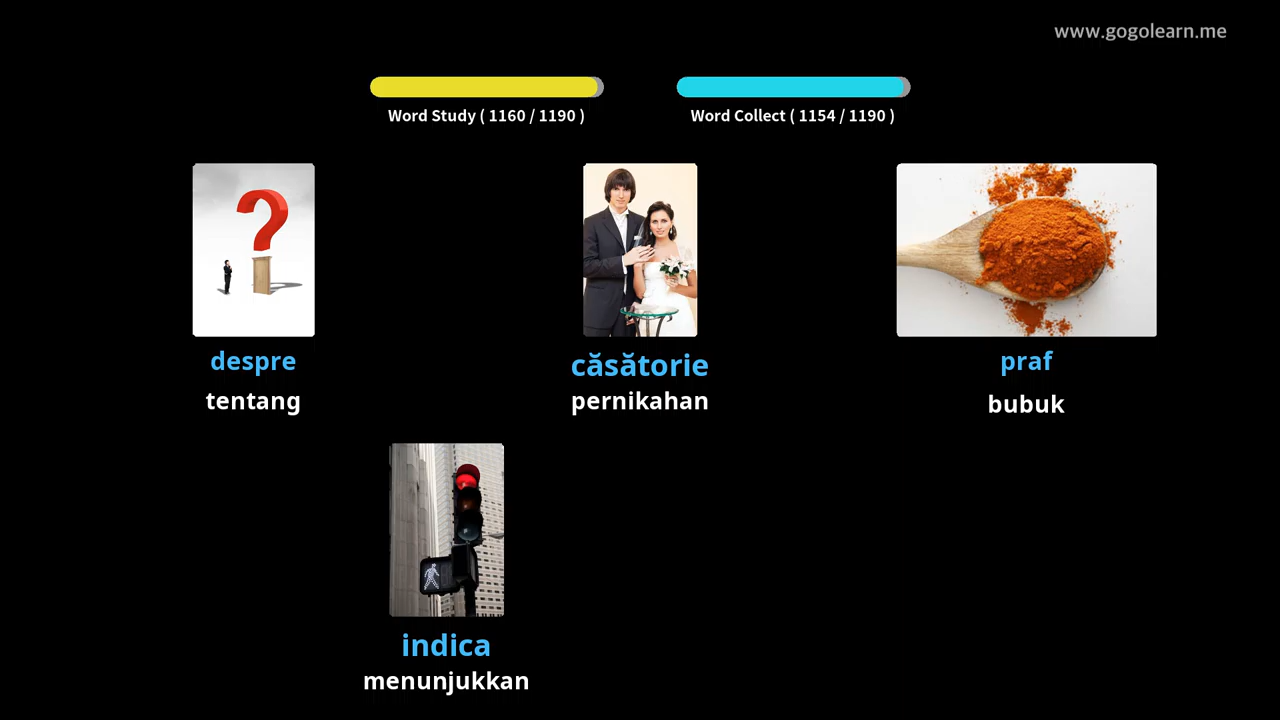 www.gogolearn.me
Word Study ( 1160 / 1190 )
Word Collect ( 1154 / 1190 )
despre
tentang
căsătorie
pernikahan
praf
bubuk
indica
menunjukkan